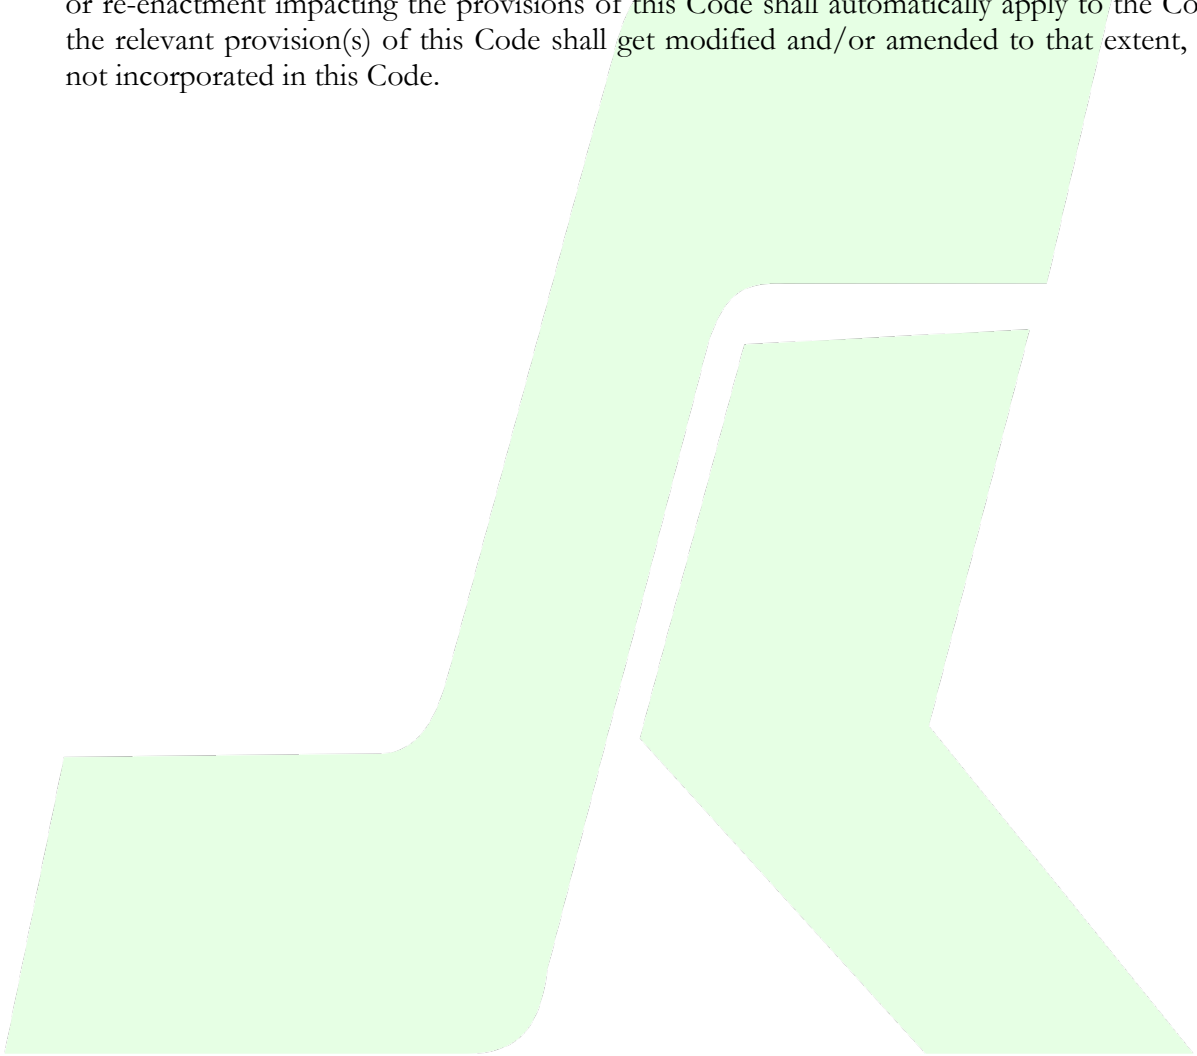 or re-enactment impacting the provisions of this Code shall automatically apply to the
the relevant provision(s) of this Code shall get modified and/or amended to that extent,
not incorporated in this Code.